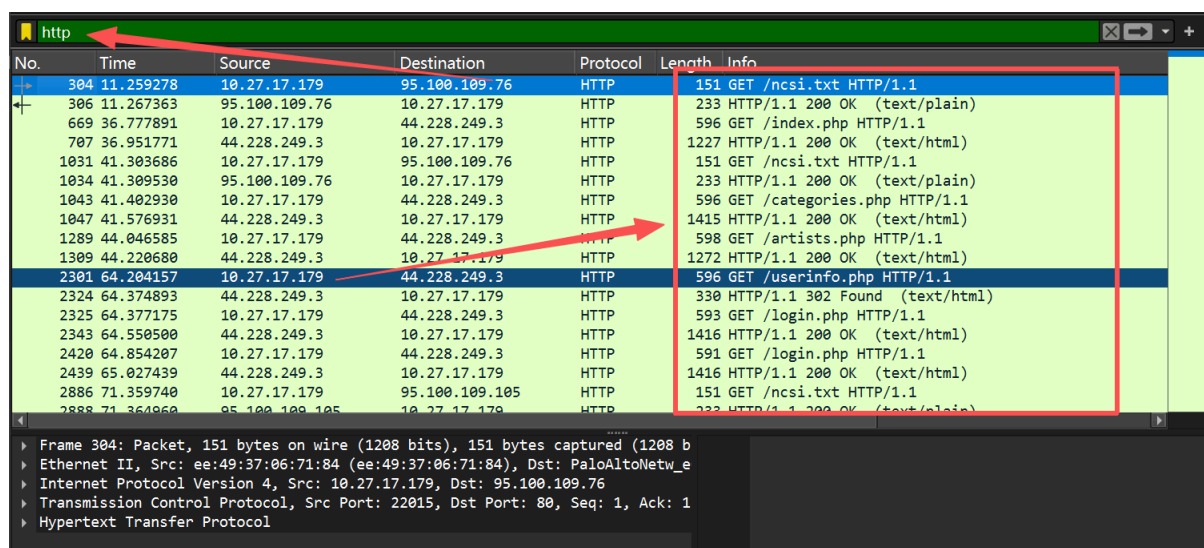 http
No. Time Source Destination Protocol Length Info
304 11.259278 10.27.17.179 95.100.109.76 HTTP 151 GET /ncsi.txt HTTP/1.1
306 11.267363 95.100.109.76 10.27.17.179 HTTP 233 HTTP/1.1 200 OK (text/plain)
669 36.777891 10.27.17.179 44.228.249.3 HTTP 596 GET /index.php HTTP/1.1
707 36.951771 44.228.249.3 10.27.17.179 HTTP 1227 HTTP/1.1 200 OK (text/html)
1031 41.303686 10.27.17.179 95.100.109.76 HTTP 151 GET /ncsi.txt HTTP/1.1
1034 41.309530 95.100.109.76 10.27.17.179 HTTP 233 HTTP/1.1 200 OK (text/plain)
1043 41.402930 10.27.17.179 44.228.249.3 HTTP 596 GET /categories.php HTTP/1.1
1047 41.576931 44.228.249.3 10.27.17.179 HTTP 1415 HTTP/1.1 200 OK (text/html)
1289 44.046585 10.27.17.179 44.228.249.3 HTTP 598 GET /artists.php HTTP/1.1
1309 44.220680 44.228.249.3 10.27.17.179 HTTP 1272 HTTP/1.1 200 OK (text/html)
2301 64.204157 10.27.17.179 44.228.249.3 HTTP 596 GET /userinfo.php HTTP/1.1
2324 64.374893 44.228.249.3 10.27.17.179 HTTP 330 HTTP/1.1 302 Found (text/html)
2325 64.377175 10.27.17.179 44.228.249.3 HTTP 593 GET /login.php HTTP/1.1
2343 64.550500 44.228.249.3 10.27.17.179 HTTP 1416 HTTP/1.1 200 OK (text/html)
2420 64.854207 10.27.17.179 44.228.249.3 HTTP 591 GET /login.php HTTP/1.1
2439 65.027439 44.228.249.3 10.27.17.179 HTTP 1416 HTTP/1.1 200 OK (text/html)
2886 71.359740 10.27.17.179 95.100.109.105 HTTP 151 GET /ncsi.txt HTTP/1.1
2888 71.364960 95.100.109.105 10.27.17.179 HTTP 233 HTTP/1.1 200 OK (text/plain)
Frame 304: Packet, 151 bytes on wire (1208 bits), 151 bytes captured (1208 b
Ethernet II, Src: ee:49:37:06:71:84 (ee:49:37:06:71:84), Dst: PaloAltoNetw_e
Internet Protocol Version 4, Src: 10.27.17.179, Dst: 95.100.109.76
Transmission Control Protocol, Src Port: 22015, Dst Port: 80, Seq: 1, Ack: 1
Hypertext Transfer Protocol